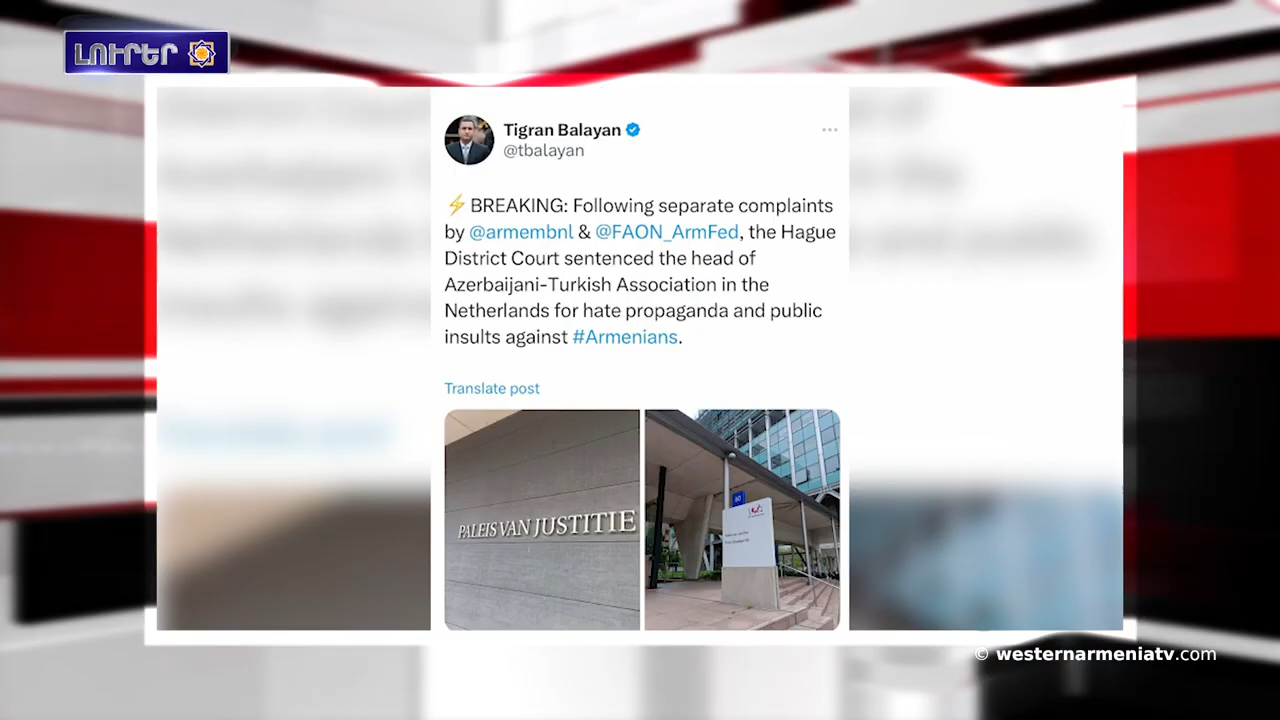 ԼՈՒՐԵՐ
Tigran Balayan
@tbalayan
⚡BREAKING: Following separate complaints
by @armembnl & @FAON_ArmFed, the Hague
District Court sentenced the head of
Azerbaijani-Turkish Association in the
Netherlands for hate propaganda and public
insults against #Armenians.
Translate post
PALEIS VAN JUSTITIE
60
© westernarmeniatv.com